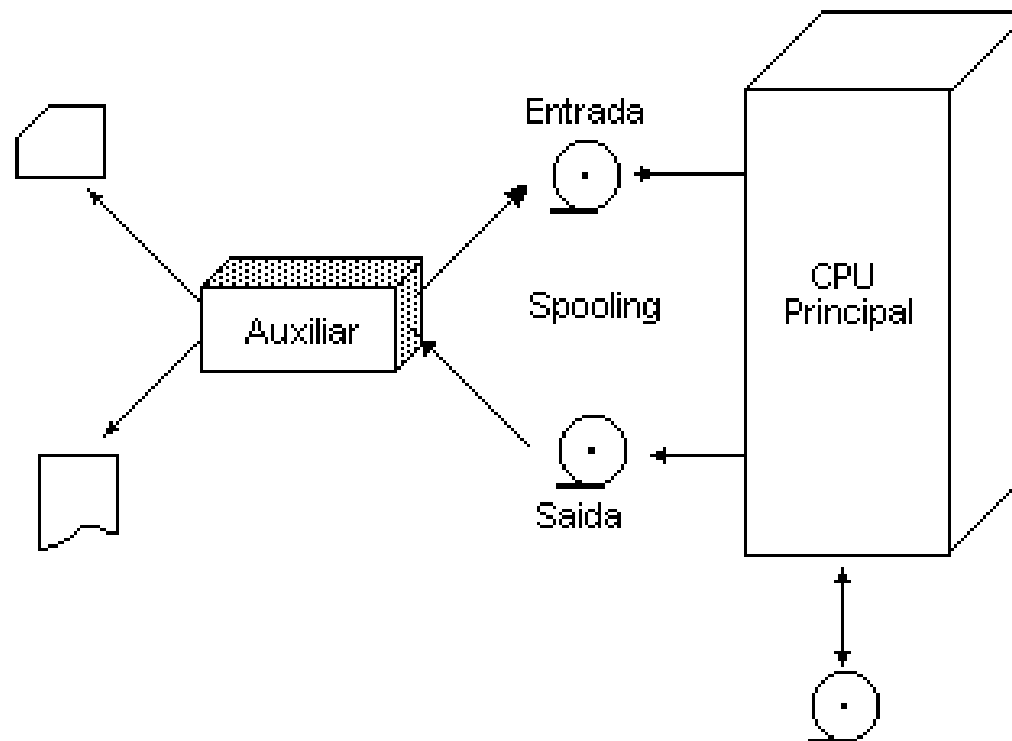 Entrada
CPU
Principal
Spooling
Auxiliar
Saida